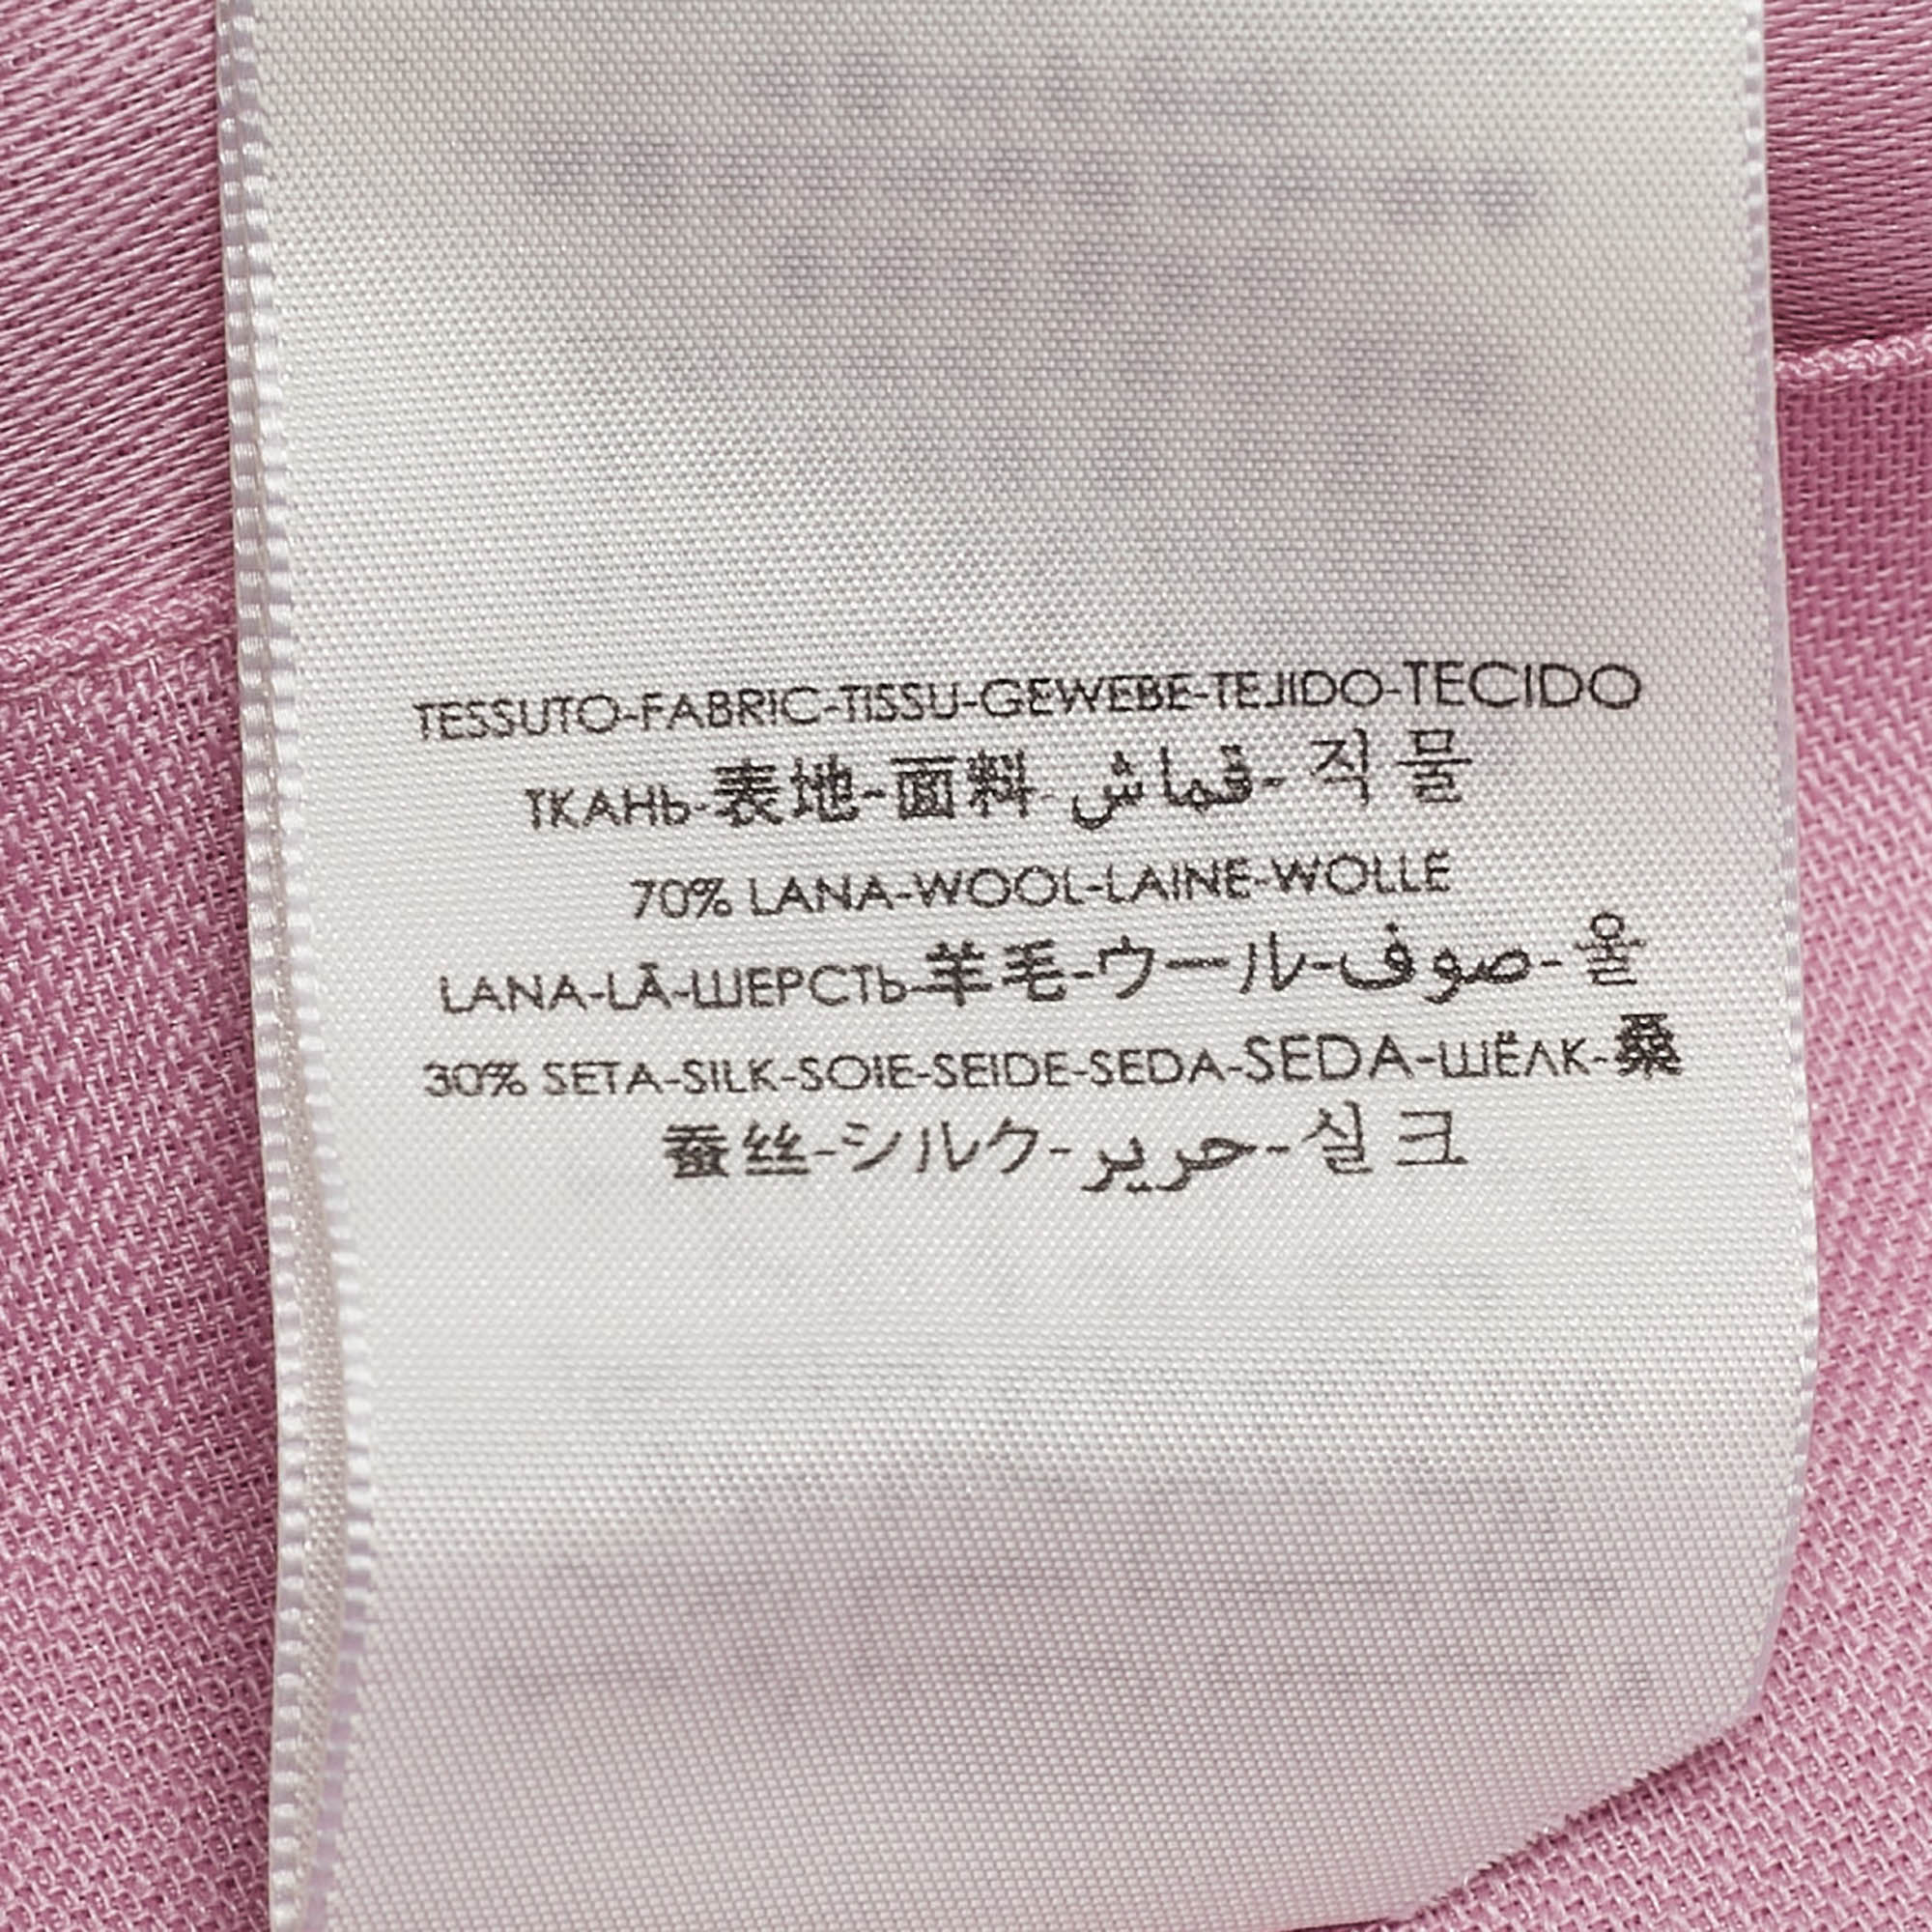 TESSUTO-FABRIC-TISSU-GEWEBE-TEJIDO-TECIDO
ТКАНЬ-表地-面料-قماش-직물
70% LANA-WOOL-LAINE-WOLLE
LANA-LÃ-ШЕРСТЬ-羊毛-ウール-صوف-울
30% SETA-SILK-SOIE-SEIDE-SEDA-SEDA-ШЁЛК-桑
蚕丝-シルク-حرير-실크